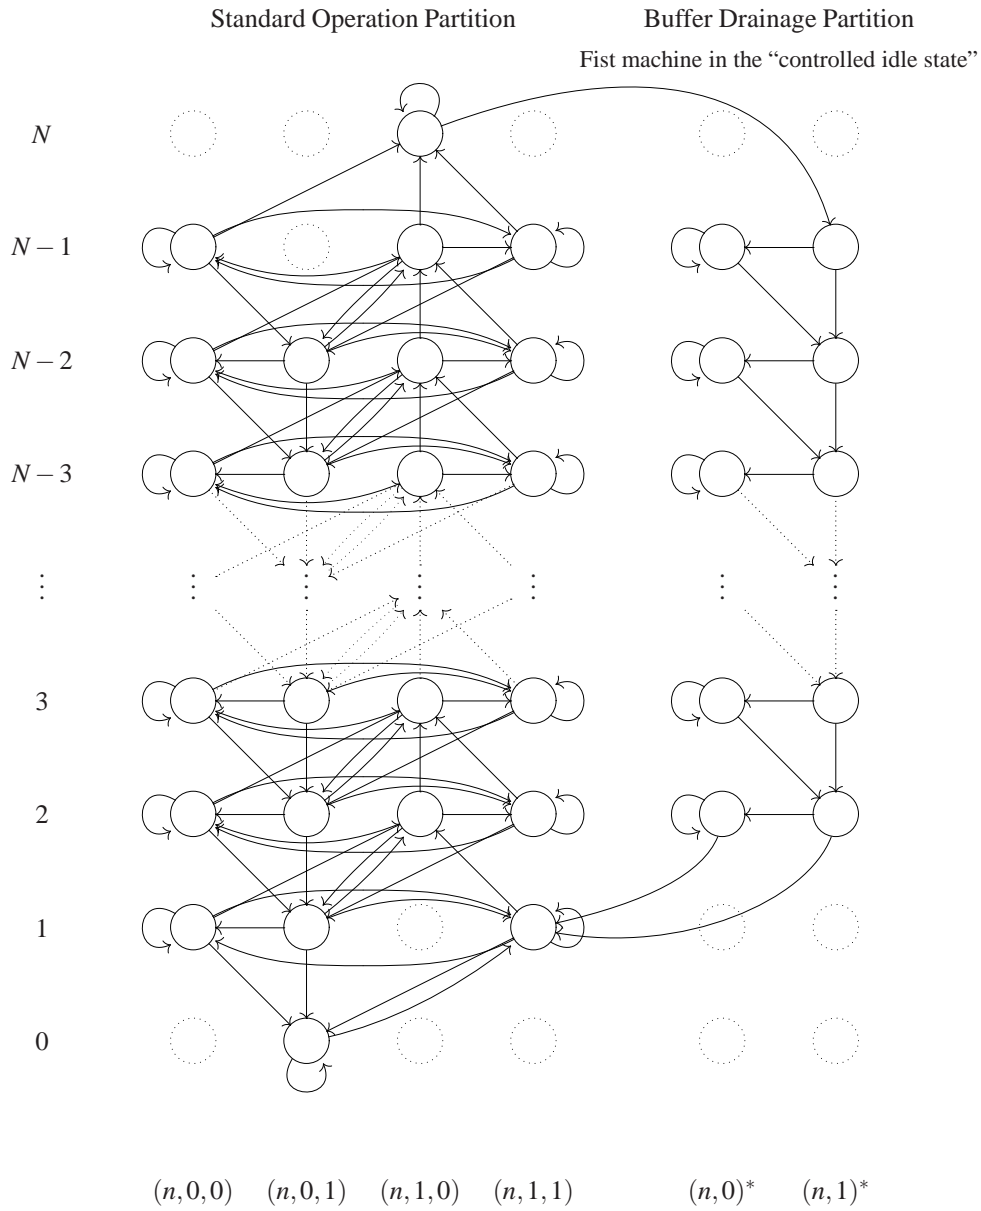 Standard Operation Partition Buffer Drainage Partition
Fist machine in the “controlled idle state”
N
N − 1
N − 2
N − 3
⋮ ⋮ ⋮ ⋮ ⋮ ⋮ ⋮
3
2
1
0
(n,0,0) (n,0,1) (n,1,0) (n,1,1) (n,0)* (n,1)*